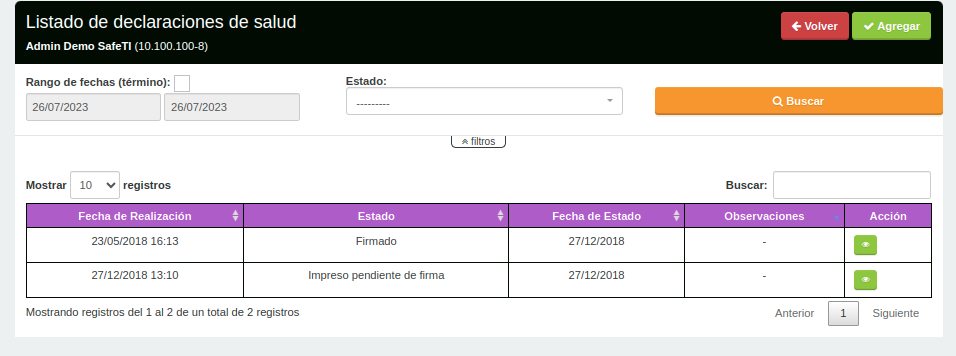 Listado de declaraciones de salud
Volver
Agregar
Admin Demo SafeTI (10.100.100-8)
Rango de fechas (término):
Estado:
26/07/2023 26/07/2023
---------
Buscar
filtros
Mostrar 10 registros
Buscar:
Fecha de Realización Estado Fecha de Estado Observaciones Acción
23/05/2018 16:13 Firmado 27/12/2018 -
27/12/2018 13:10 Impreso pendiente de firma 27/12/2018 -
Mostrando registros del 1 al 2 de un total de 2 registros
Anterior 1 Siguiente